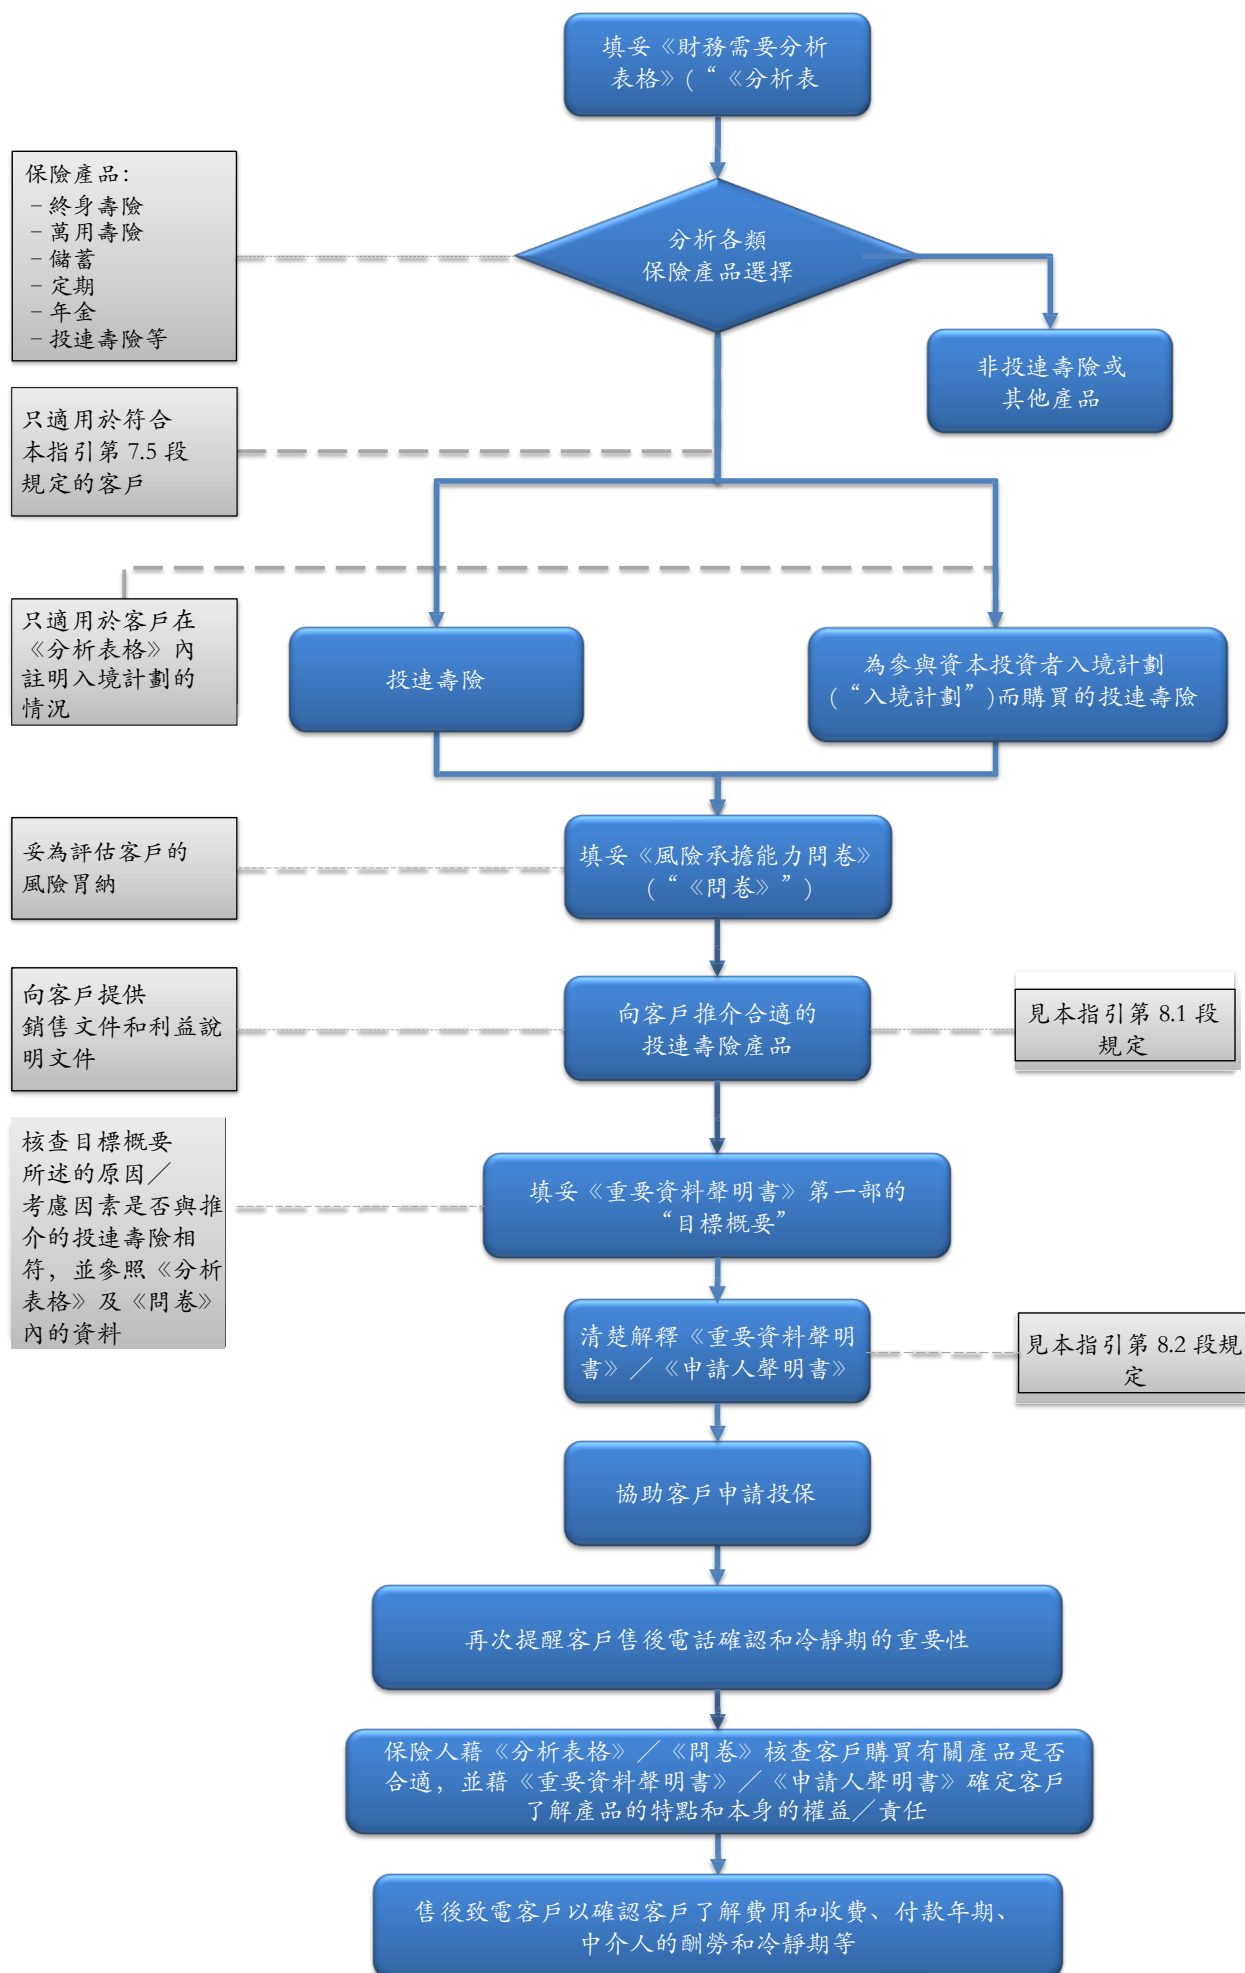 填妥《財務需要分析
表格》(“《分析表
保險產品：
－終身壽險
－萬用壽險
－儲蓄
－定期
－年金
－投連壽險等
分析各類
保險產品選擇
非投連壽險或
其他產品
只適用於符合
本指引第 7.5 段
規定的客戶
只適用於客戶在
《分析表格》內
註明入境計劃的
情況
投連壽險
為參與資本投資者入境計劃
(“入境計劃”)而購買的投連壽險
妥為評估客戶的
風險胃納
填妥《風險承擔能力問卷》
(“《問卷》”)
向客戶提供
銷售文件和利益說
明文件
向客戶推介合適的
投連壽險產品
見本指引第 8.1 段
規定
核查目標概要
所述的原因／
考慮因素是否與推
介的投連壽險相
符，並參照《分析
表格》及《問卷》
內的資料
填妥《重要資料聲明書》第一部的
“目標概要”
清楚解釋《重要資料聲明
書》／《申請人聲明書》
見本指引第 8.2 段規
定
協助客戶申請投保
再次提醒客戶售後電話確認和冷靜期的重要性
保險人藉《分析表格》／《問卷》核查客戶購買有關產品是否
合適，並藉《重要資料聲明書》／《申請人聲明書》確定客戶
了解產品的特點和本身的權益／責任
售後致電客戶以確認客戶了解費用和收費、付款年期、
中介人的酬勞和冷靜期等